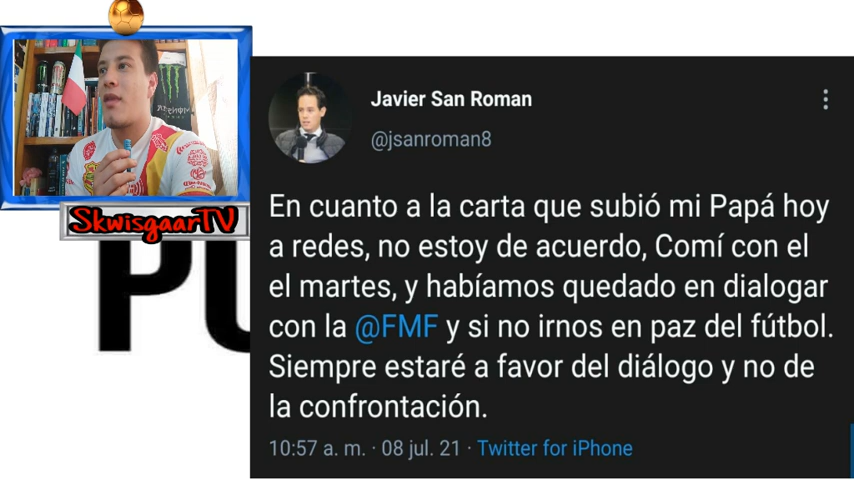 SkwisgaarTV
PU
Javier San Roman
@jsanroman8
En cuanto a la carta que subió mi Papá hoy
a redes, no estoy de acuerdo, Comí con el
el martes, y habíamos quedado en dialogar
con la @FMF y si no irnos en paz del fútbol.
Siempre estaré a favor del diálogo y no de
la confrontación.
10:57 a. m. · 08 jul. 21 · Twitter for iPhone